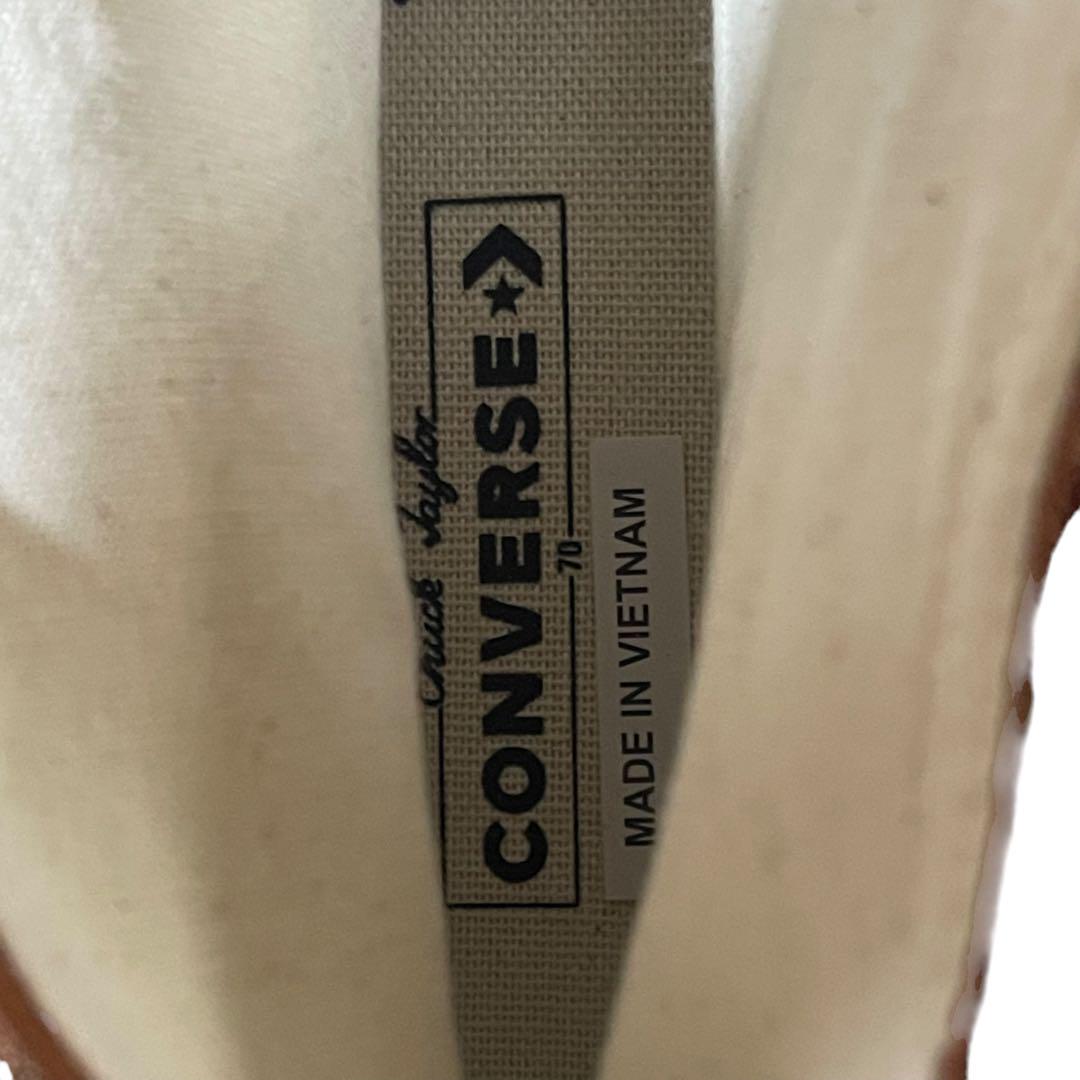 Chuck Taylor
CONVERSE
70
MADE IN VIETNAM